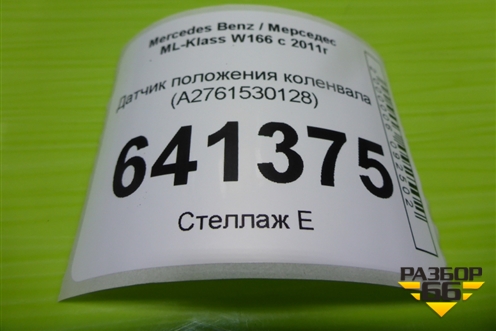 Mercedes Benz / Мерседес
ML-Klass W166 с 2011г
Датчик положения коленвала
(A2761530128)
641375
Стеллаж Е
РАЗБОР
66